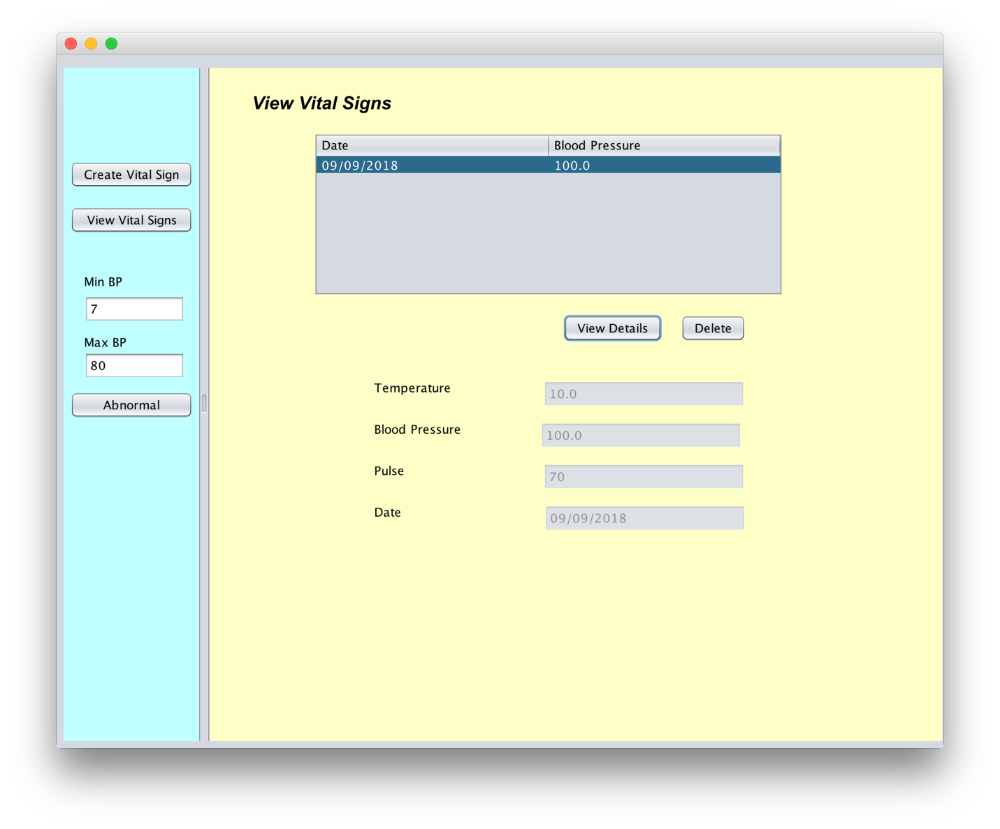 View Vital Signs
Create Vital Sign
View Vital Signs
Min BP
7
Max BP
80
Abnormal
Date Blood Pressure
09/09/2018 100.0
View Details Delete
Temperature 10.0
Blood Pressure 100.0
Pulse 70
Date 09/09/2018